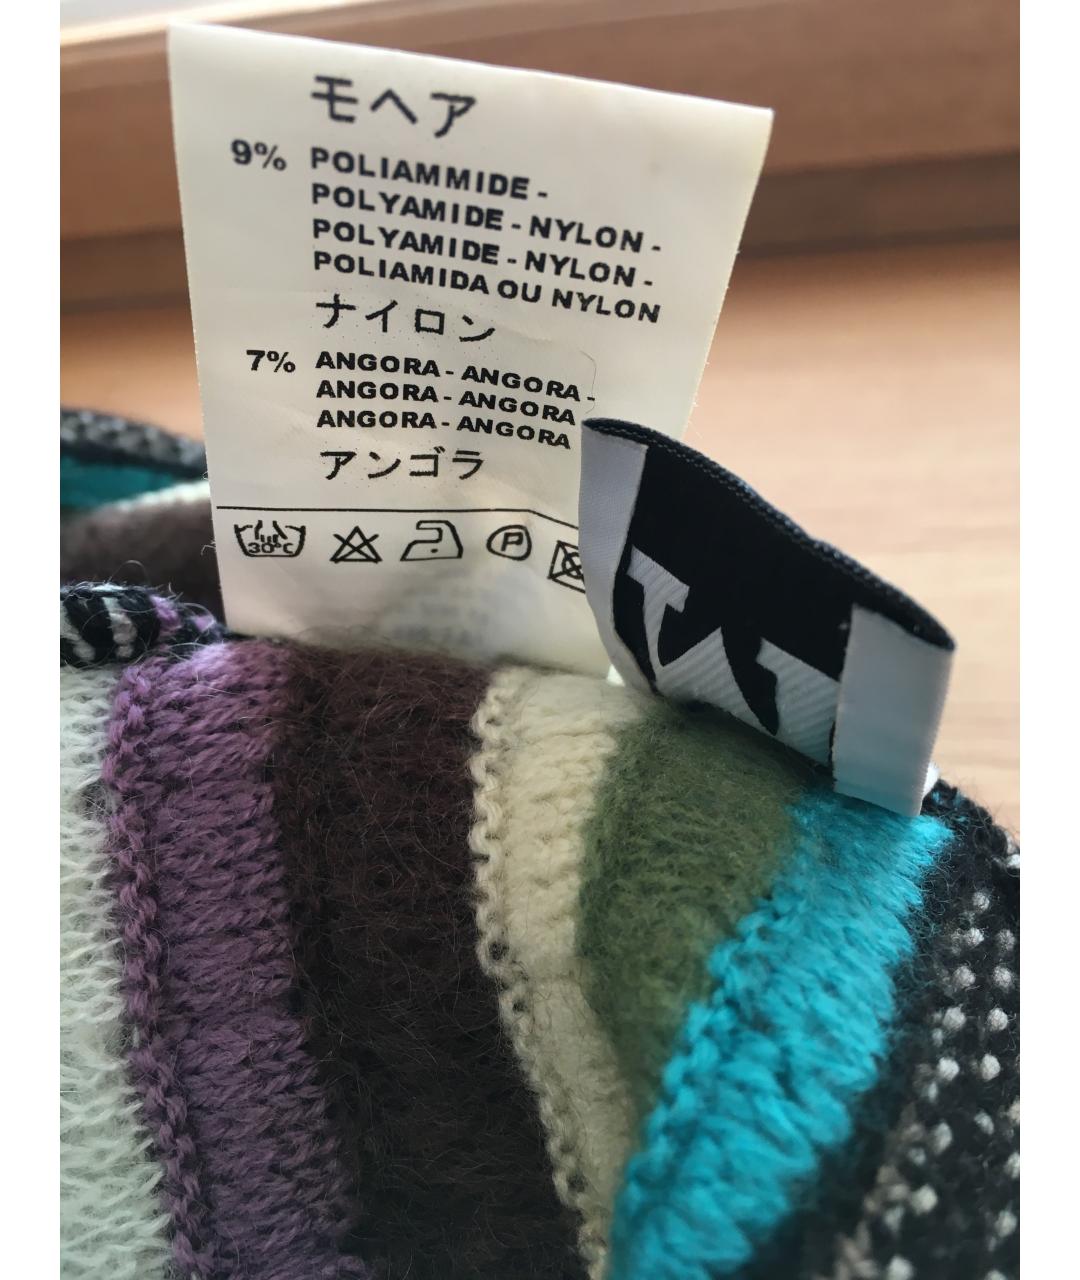 モヘア
9% POLIAMMIDE -
POLYAMIDE - NYLON -
POLYAMIDE - NYLON -
POLIAMIDA OU NYLON
ナイロン
7% ANGORA - ANGORA -
ANGORA - ANGORA
ANGORA - ANGORA
アンゴラ
30°C
P